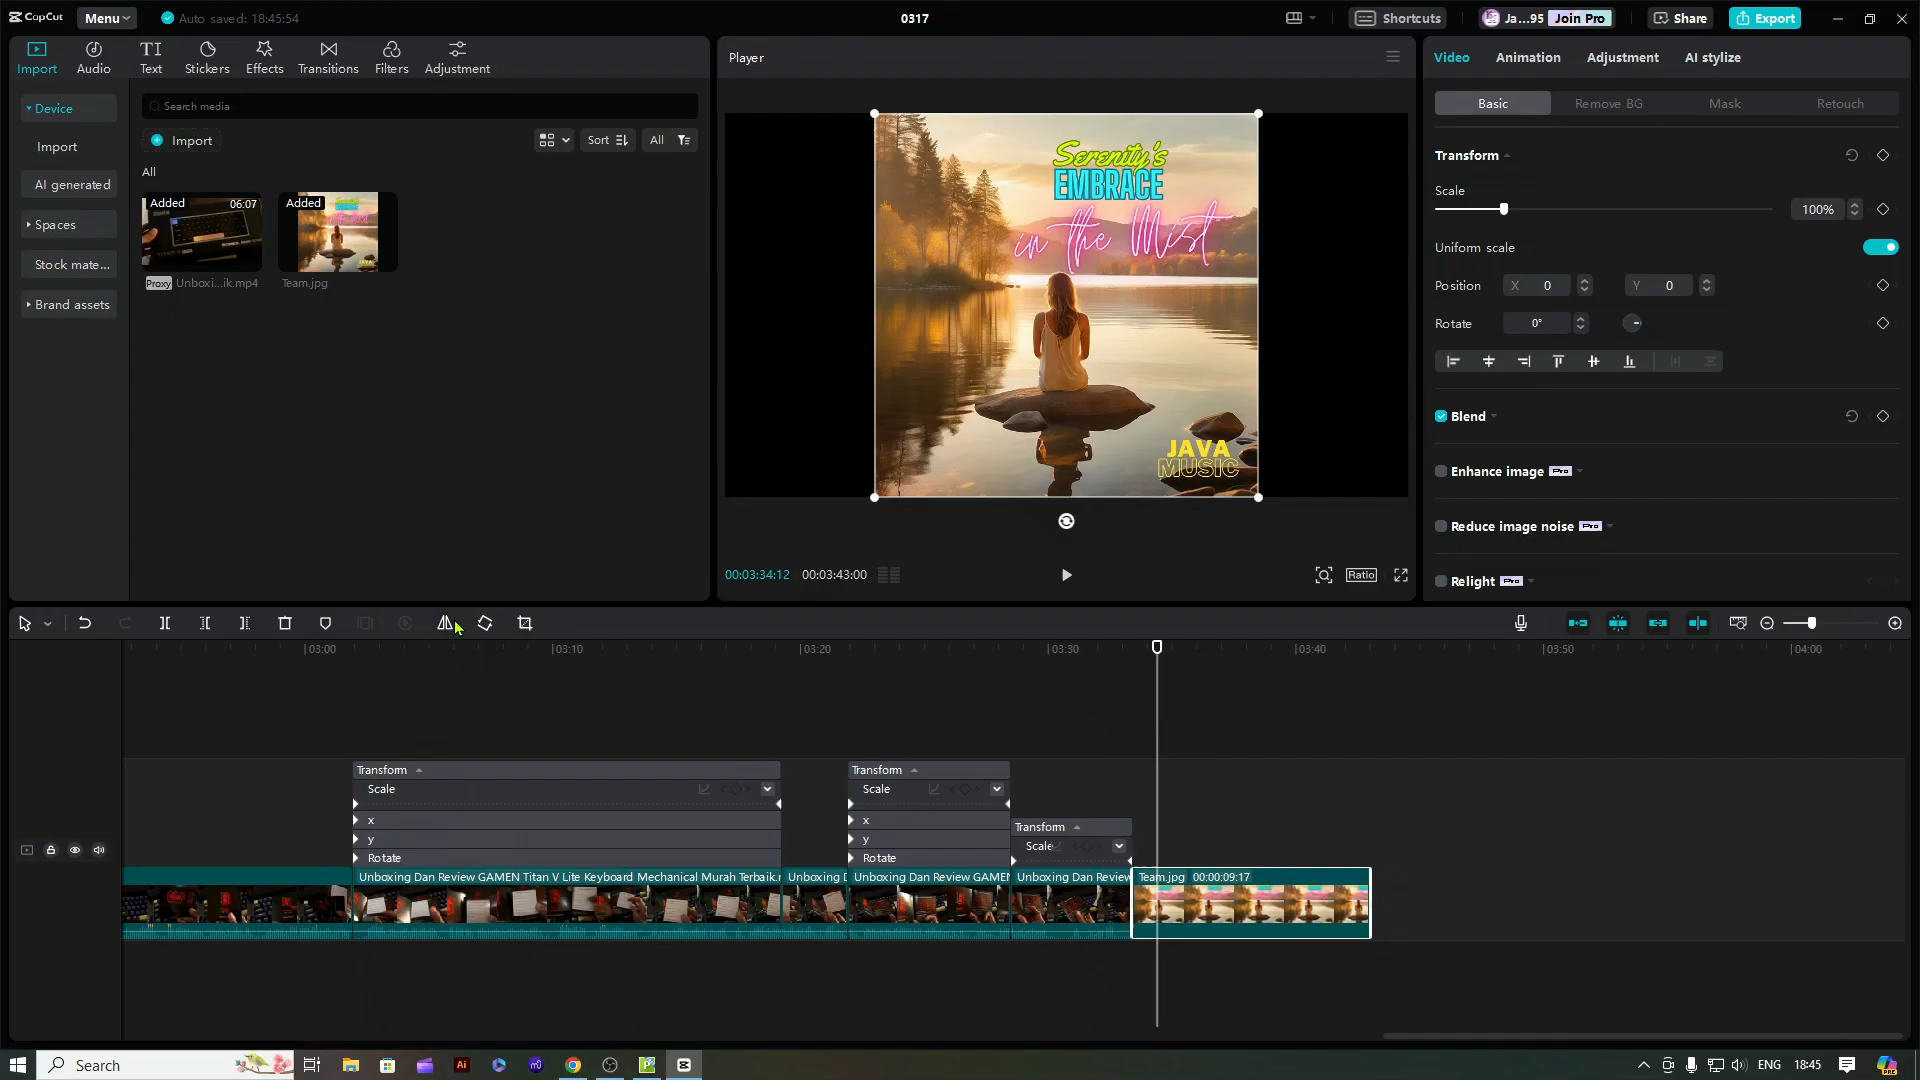 CapCut
Menu
Auto saved: 18:45:54
0317
Shortcuts
Ja...95
Join Pro
Share
Export
Import
Audio
TI
Text
Stickers
Effects
Transitions
Filters
Adjustment
Device
Import
AI generated
Spaces
Stock mate...
Brand assets
Search media
Import
Sort
All
All
Added
06:07
Proxy
Unboxi...ik.mp4
Added
Team.jpg
Player
Serenity's
EMBRACE
in the Mist
JAVA
MUSIC
00:03:34:12
00:03:43:00
Ratio
Video
Animation
Adjustment
AI stylize
Basic
Remove BG
Mask
Retouch
Transform
Scale
100%
Uniform scale
Position
X 0
Y 0
Rotate
0°
Blend
Enhance image Pro
Reduce image noise Pro
Relight Pro
03:00
03:10
03:20
03:30
03:40
03:50
04:00
Transform
Scale
x
y
Rotate
Transform
Scale
x
y
Rotate
Transform
Scale
Unboxing Dan Review GAMEN Titan V Lite Keyboard Mechanical Murah Terbaik.r
Unboxing D
Unboxing Dan Review GAMEN
Unboxing Dan Review
Team.jpg 00:00:09:17
Search
Ai
ENG
18:45